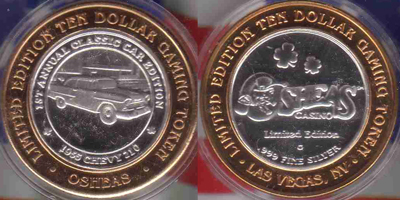 LIMITED EDITION TEN DOLLAR GAMING TOKEN
1ST ANNUAL CLASSIC CAR EDITION
1955 CHEVY 210
OSHEAS
LIMITED EDITION TEN DOLLAR GAMING TOKEN
OSHEAS
CASINO
Limited Edition
.999 FINE SILVER
LAS VEGAS, NV